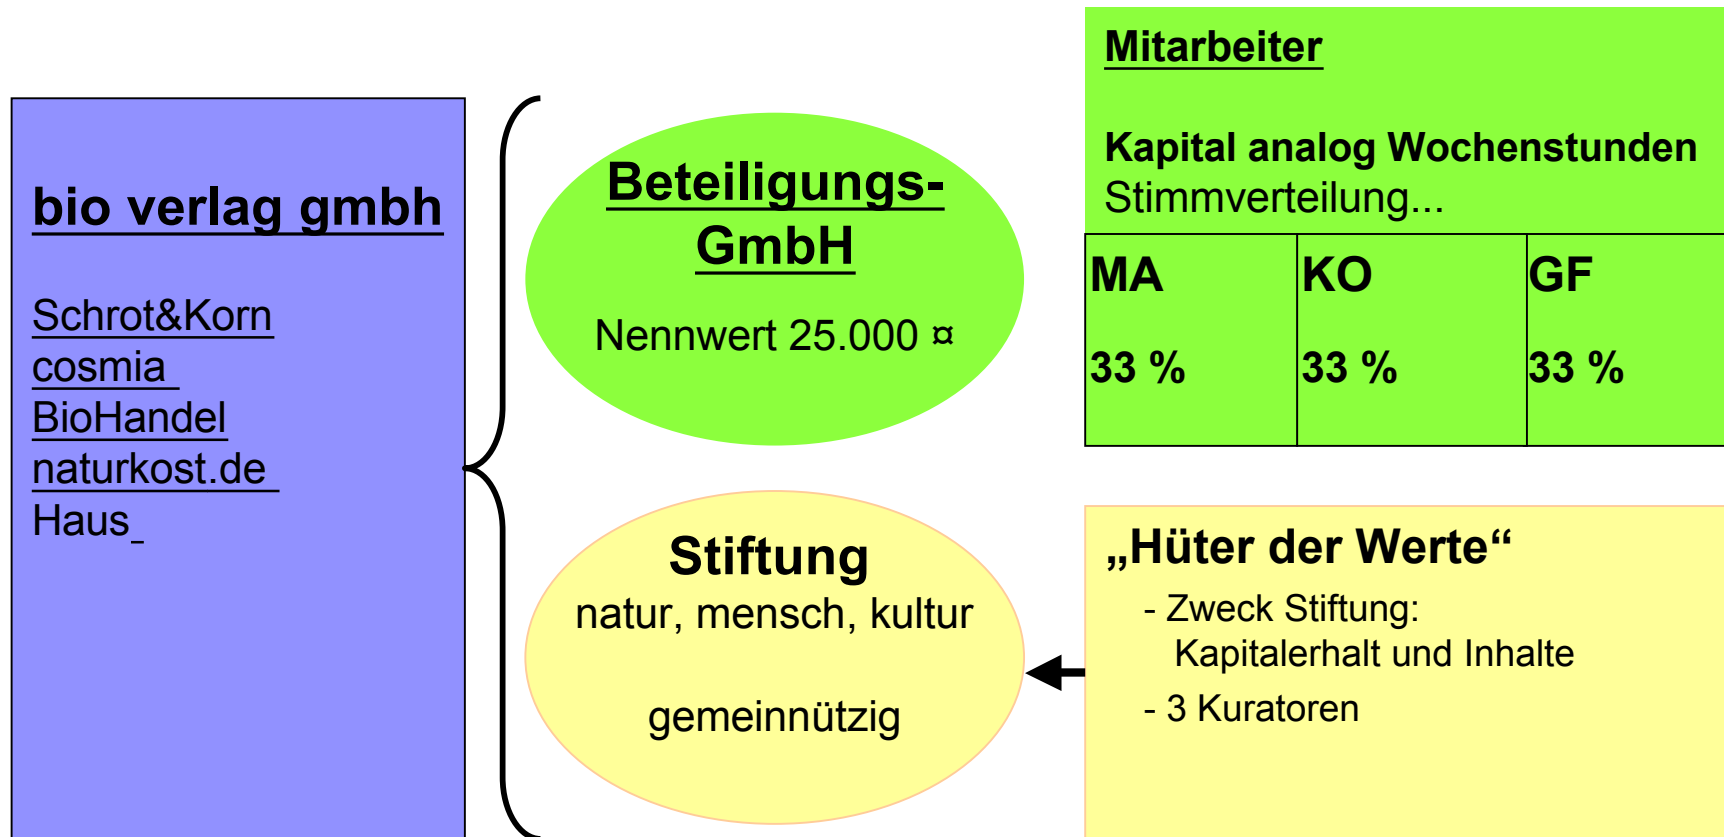 bio verlag gmbh
Schrot&Korn
cosmia
BioHandel
naturkost.de
Haus
Beteiligungs-
GmbH
Nennwert 25.000 ¤
Stiftung
natur, mensch, kultur
gemeinnützig
Mitarbeiter
Kapital analog Wochenstunden
Stimmverteilung...
MA KO GF
33 % 33 % 33 %
„Hüter der Werte“
- Zweck Stiftung:
Kapitalerhalt und Inhalte
- 3 Kuratoren